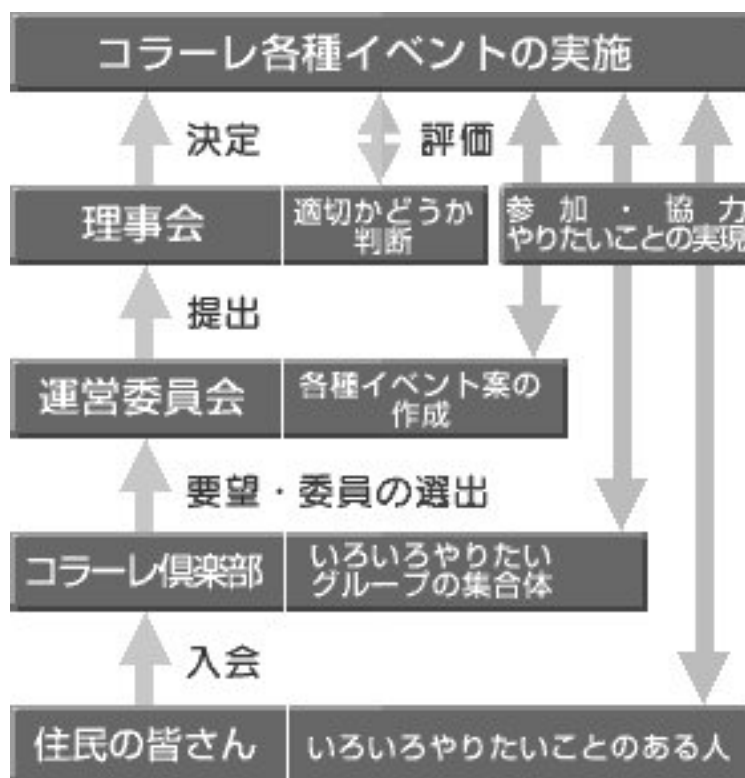 コラーレ各種イベントの実施
決定
評価
理事会
適切かどうか
判断
参加・協力
やりたいことの実現
提出
運営委員会
各種イベント案の
作成
要望・委員の選出
コラーレ倶楽部
いろいろやりたい
グループの集合体
入会
住民の皆さん
いろいろやりたいことのある人